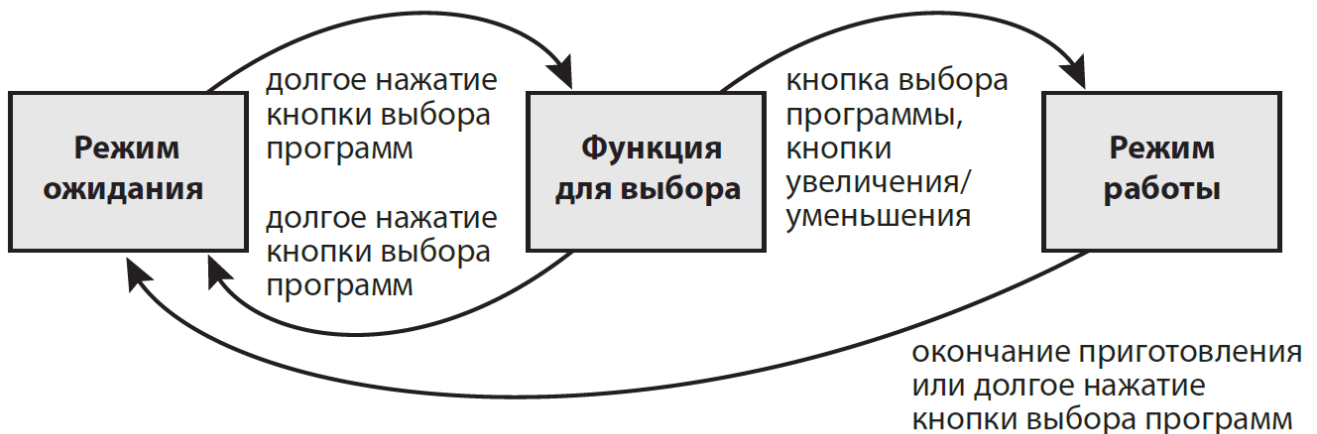 долгое нажатие
кнопки выбора
программ
кнопка выбора
программы,
кнопки
увеличения/
уменьшения
Режим
ожидания
Функция
для выбора
Режим
работы
долгое нажатие
кнопки выбора
программ
окончание приготовления
или долгое нажатие
кнопки выбора программ